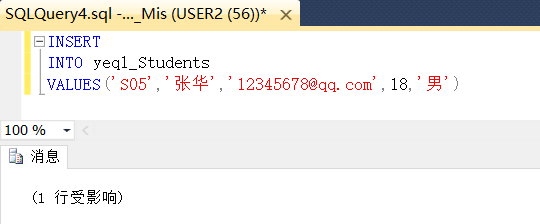 SQLQuery4.sql -..._Mis (USER2 (56))*
INSERT
INTO yeql_Students
VALUES('S05','张华','12345678@qq.com',18,'男')
100 %
消息
(1 行受影响)